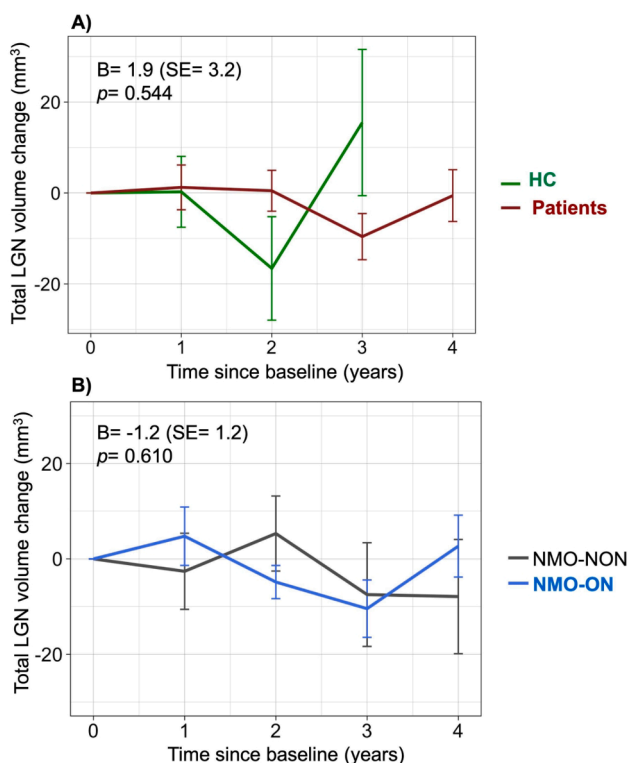 A)
Total LGN volume change (mm³)
B= 1.9 (SE= 3.2)
p= 0.544
20
0
-20
0 1 2 3 4
Time since baseline (years)
HC
Patients
B)
Total LGN volume change (mm³)
B= -1.2 (SE= 1.2)
p= 0.610
20
0
-20
0 1 2 3 4
Time since baseline (years)
NMO-NON
NMO-ON